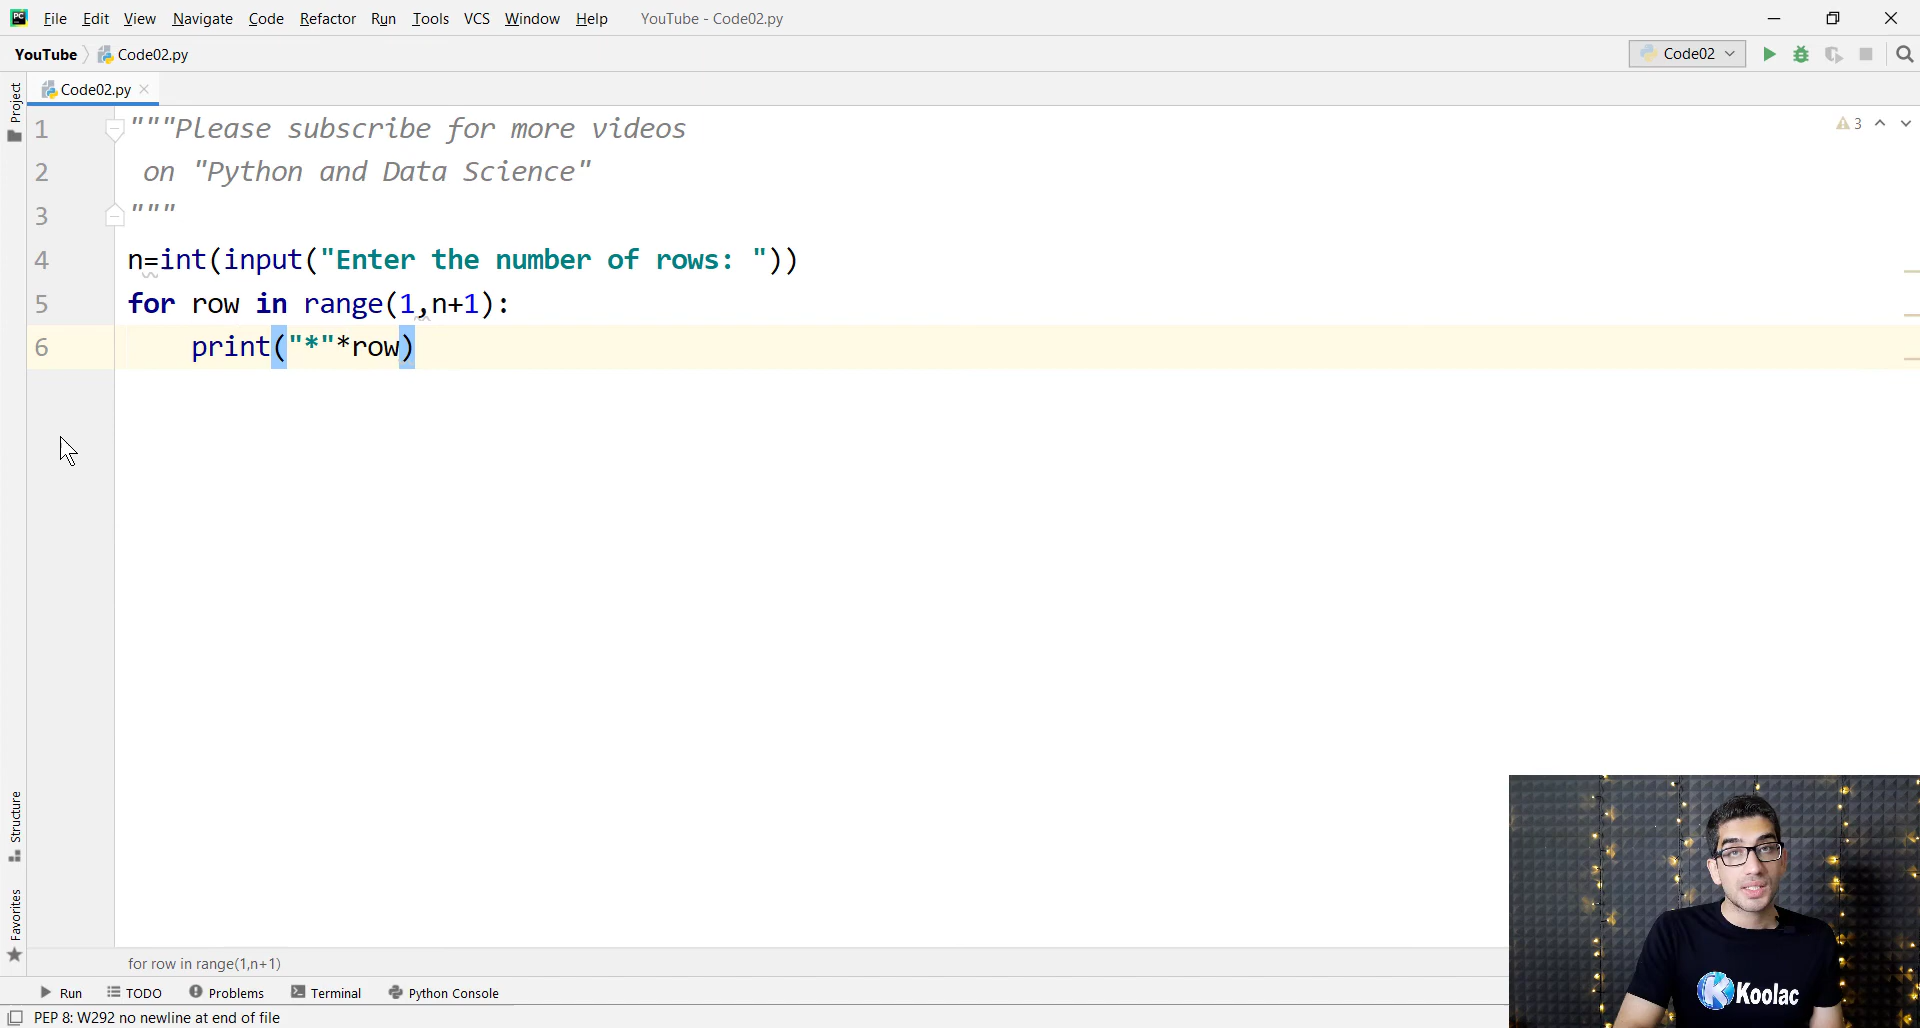 PC File Edit View Navigate Code Refactor Run Tools VCS Window Help YouTube - Code02.py
YouTube Code02.py Code02
Project
Code02.py
1 """Please subscribe for more videos 3
2 on "Python and Data Science"
3 """
4 n=int(input("Enter the number of rows: "))
5 for row in range(1,n+1):
6 print("*"*row)
Structure
Favorites
for row in range(1,n+1)
Koolac
Run TODO Problems Terminal Python Console
PEP 8: W292 no newline at end of file